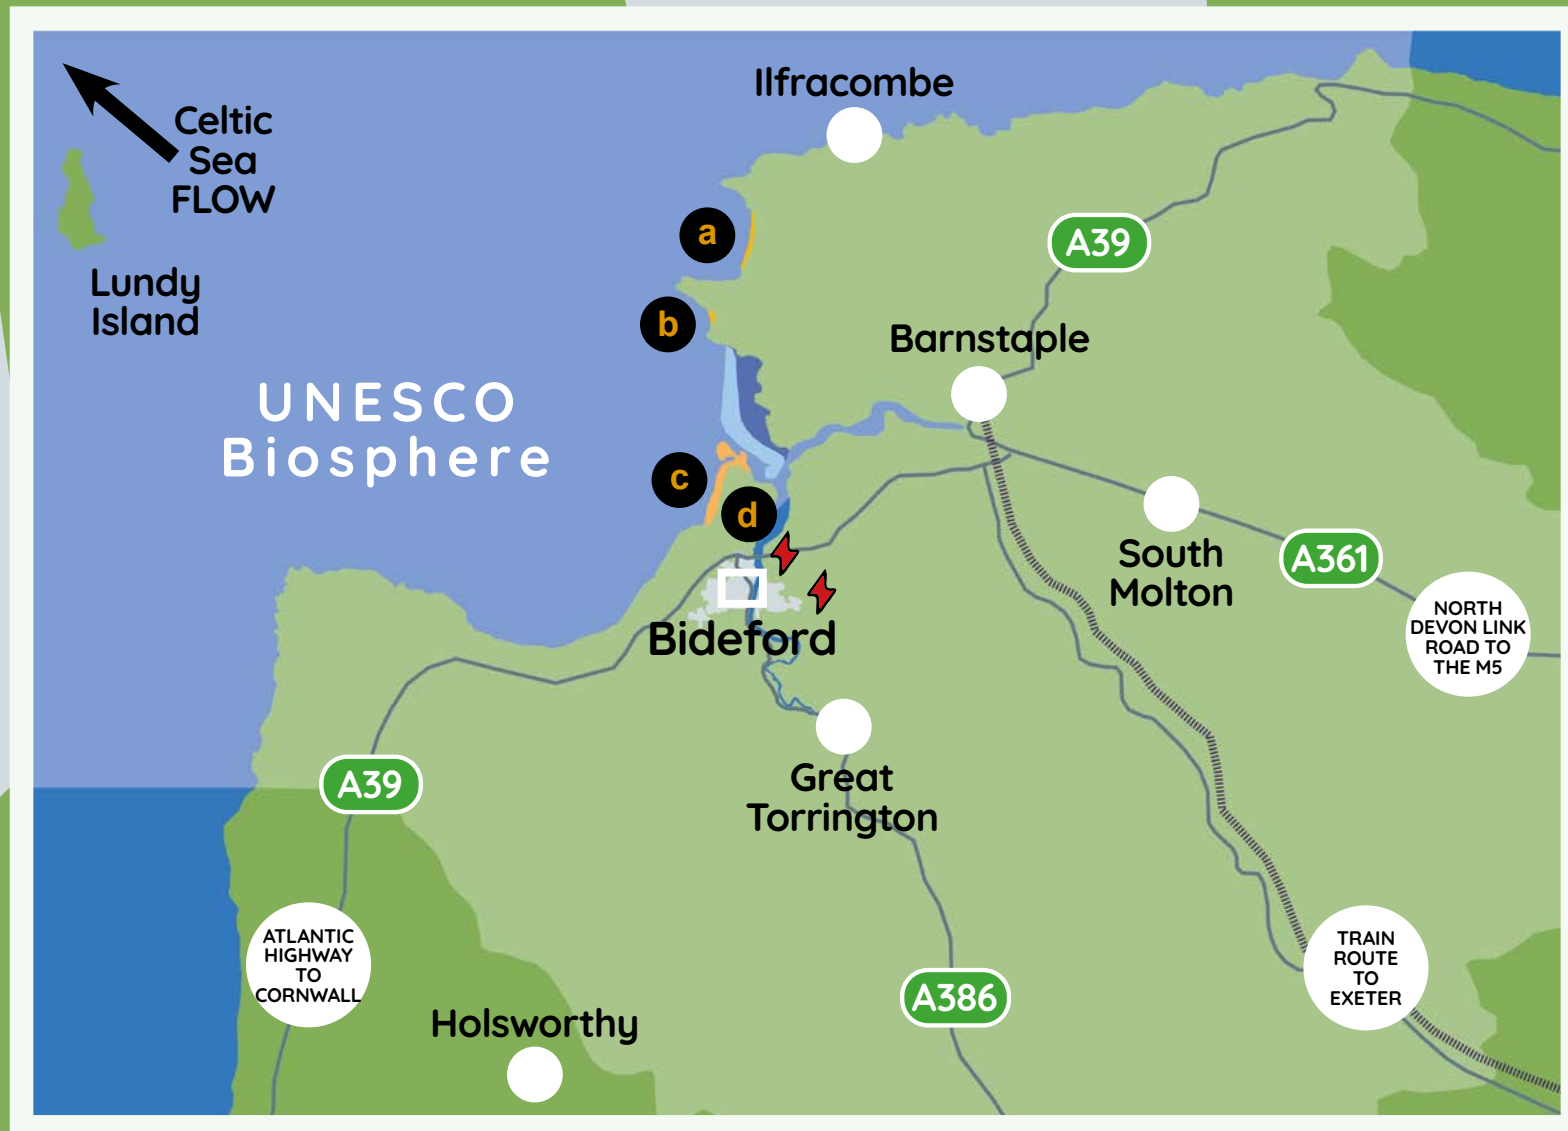 Ilfracombe
Celtic
Sea
FLOW
a
A39
Lundy
Island
b
Barnstaple
UNESCO
Biosphere
c
d
South
Molton
A361
NORTH
DEVON LINK
ROAD TO
THE M5
Bideford
A39
Great
Torrington
ATLANTIC
HIGHWAY
TO
CORNWALL
TRAIN
ROUTE
TO
EXETER
A386
Holsworthy